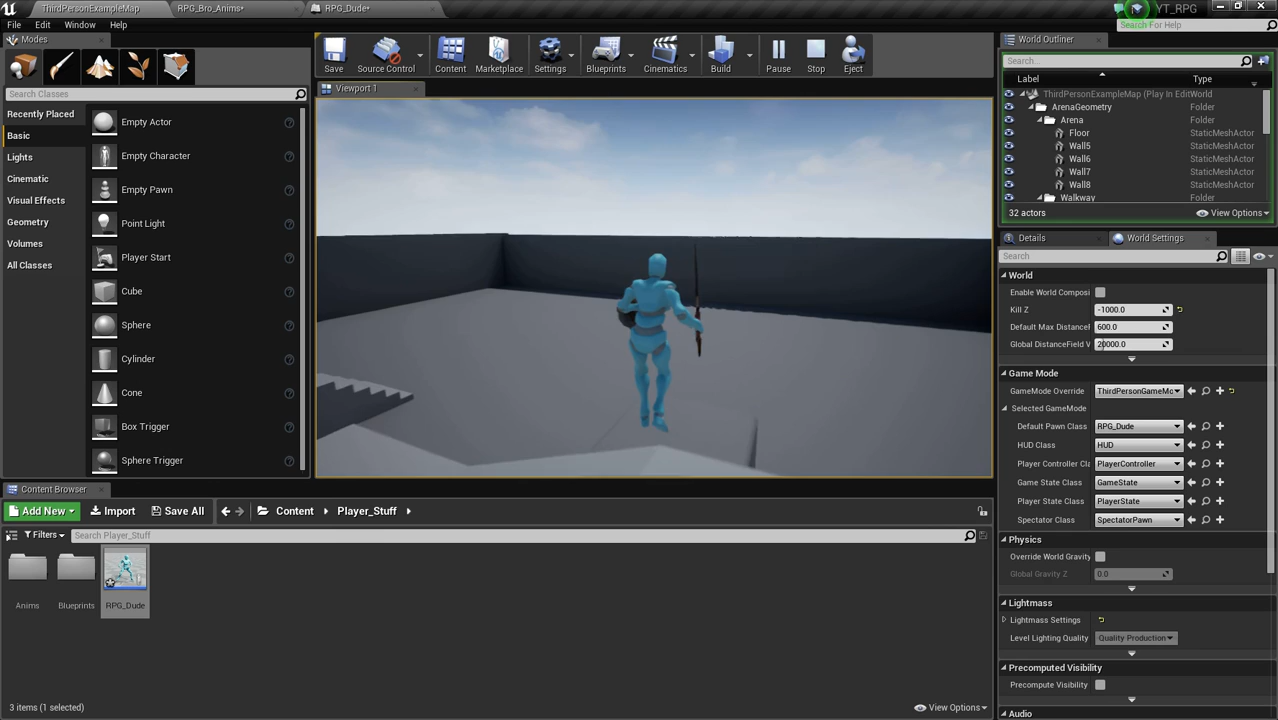 ThirdPersonExampleMap
RPG_Bro_Anims*
RPG_Dude*
YT_RPG
File Edit Window Help
Search For Help
Modes
Search Classes
Recently Placed
Basic
Lights
Cinematic
Visual Effects
Geometry
Volumes
All Classes
Empty Actor
Empty Character
Empty Pawn
Point Light
Player Start
Cube
Sphere
Cylinder
Cone
Box Trigger
Sphere Trigger
Save
Source Control
Content
Marketplace
Settings
Blueprints
Cinematics
Build
Pause
Stop
Eject
Viewport 1
World Outliner
Search...
Label Type
ThirdPersonExampleMap (Play In Edit World
ArenaGeometry Folder
Arena Folder
Floor StaticMeshActor
Wall5 StaticMeshActor
Wall6 StaticMeshActor
Wall7 StaticMeshActor
Wall8 StaticMeshActor
Walkway Folder
32 actors
View Options
Details
World Settings
Search
World
Enable World Composi
Kill Z -1000.0
Default Max DistanceF 600.0
Global DistanceField V 20000.0
Game Mode
GameMode Override ThirdPersonGameMc
Selected GameMode
Default Pawn Class RPG_Dude
HUD Class HUD
Player Controller Cla PlayerController
Game State Class GameState
Player State Class PlayerState
Spectator Class SpectatorPawn
Physics
Override World Gravity
Global Gravity Z 0.0
Lightmass
Lightmass Settings
Level Lighting Quality Quality Production
Precomputed Visibility
Precompute Visibility
Audio
Content Browser
Add New Import Save All Content Player_Stuff
Filters Search Player_Stuff
Anims
Blueprints
RPG_Dude
3 items (1 selected)
View Options